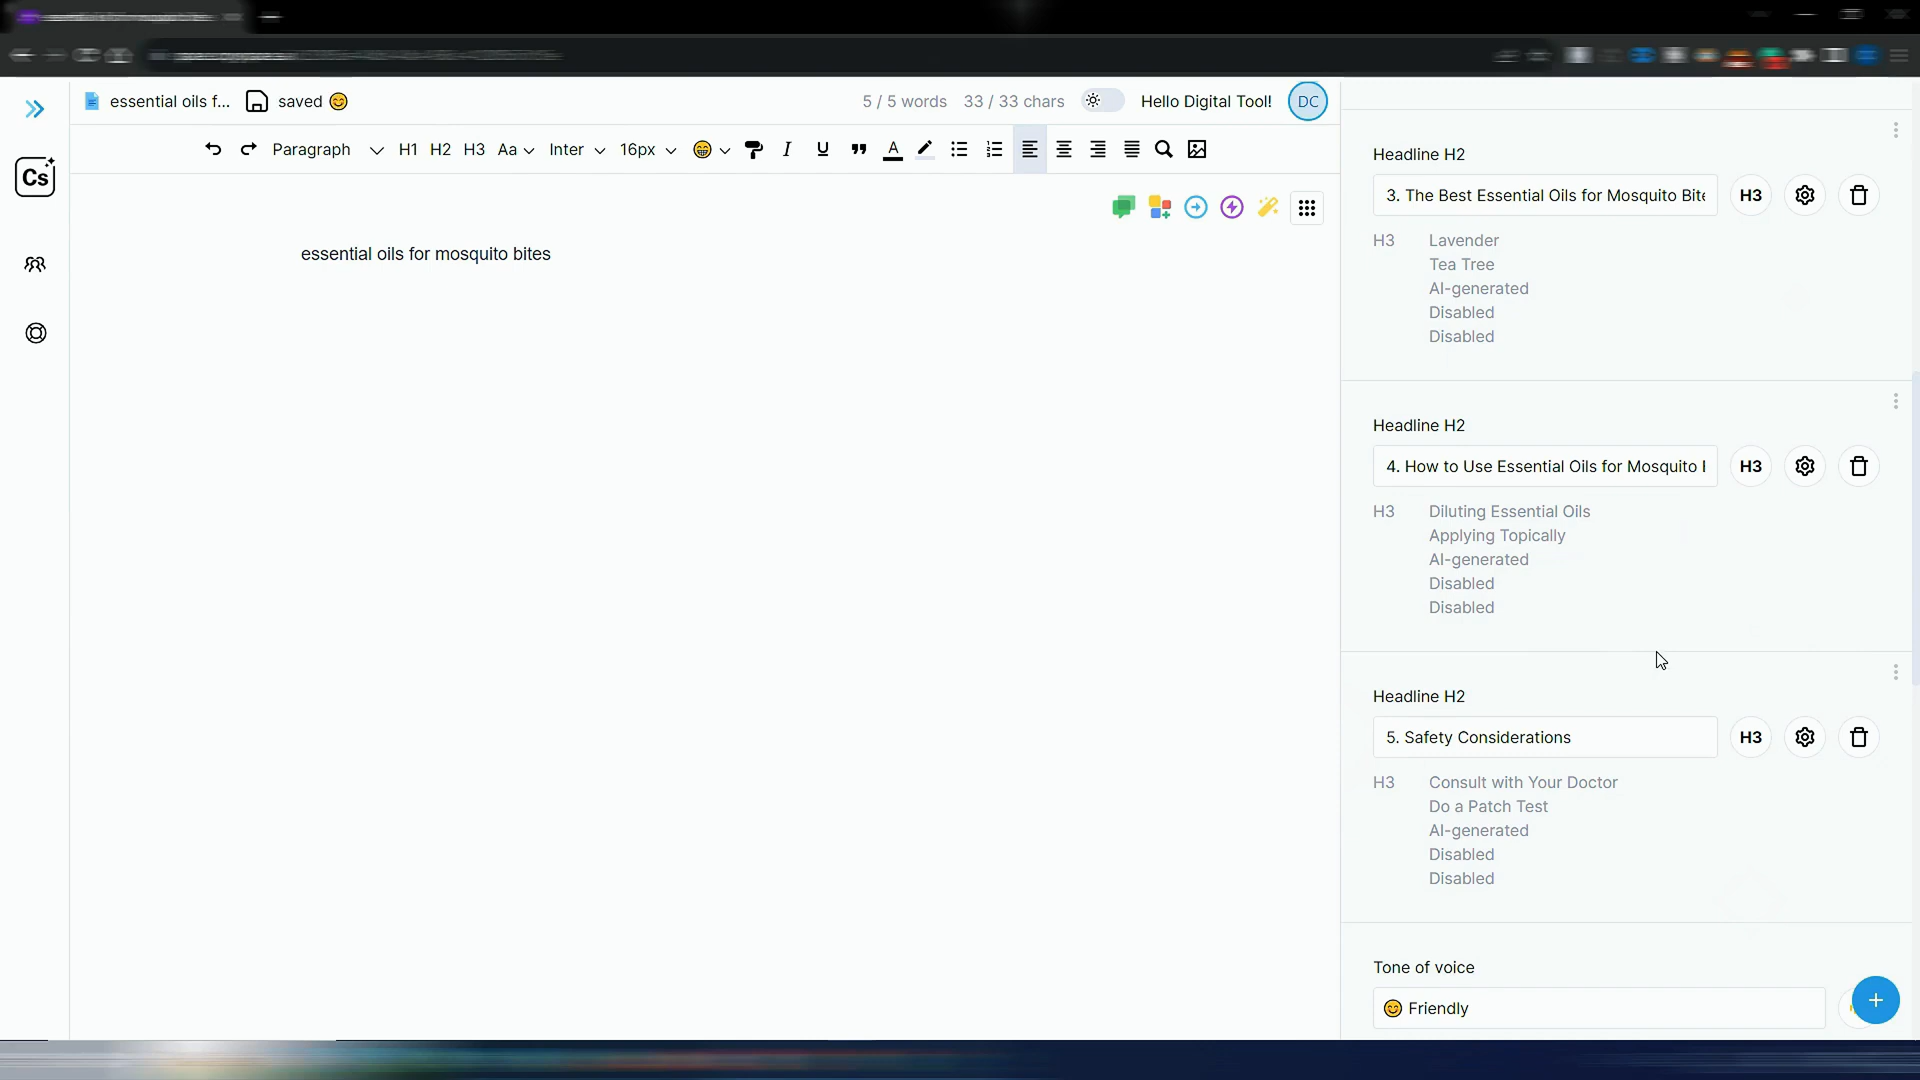 essential oils f... saved 😊 5 / 5 words 33 / 33 chars Hello Digital Tool! DC
Paragraph H1 H2 H3 Aa Inter 16px I U A
Cs
essential oils for mosquito bites
Headline H2
3. The Best Essential Oils for Mosquito Bite H3
H3 Lavender
Tea Tree
AI-generated
Disabled
Disabled
Headline H2
4. How to Use Essential Oils for Mosquito H3
H3 Diluting Essential Oils
Applying Topically
AI-generated
Disabled
Disabled
Headline H2
5. Safety Considerations H3
H3 Consult with Your Doctor
Do a Patch Test
AI-generated
Disabled
Disabled
Tone of voice
😊 Friendly